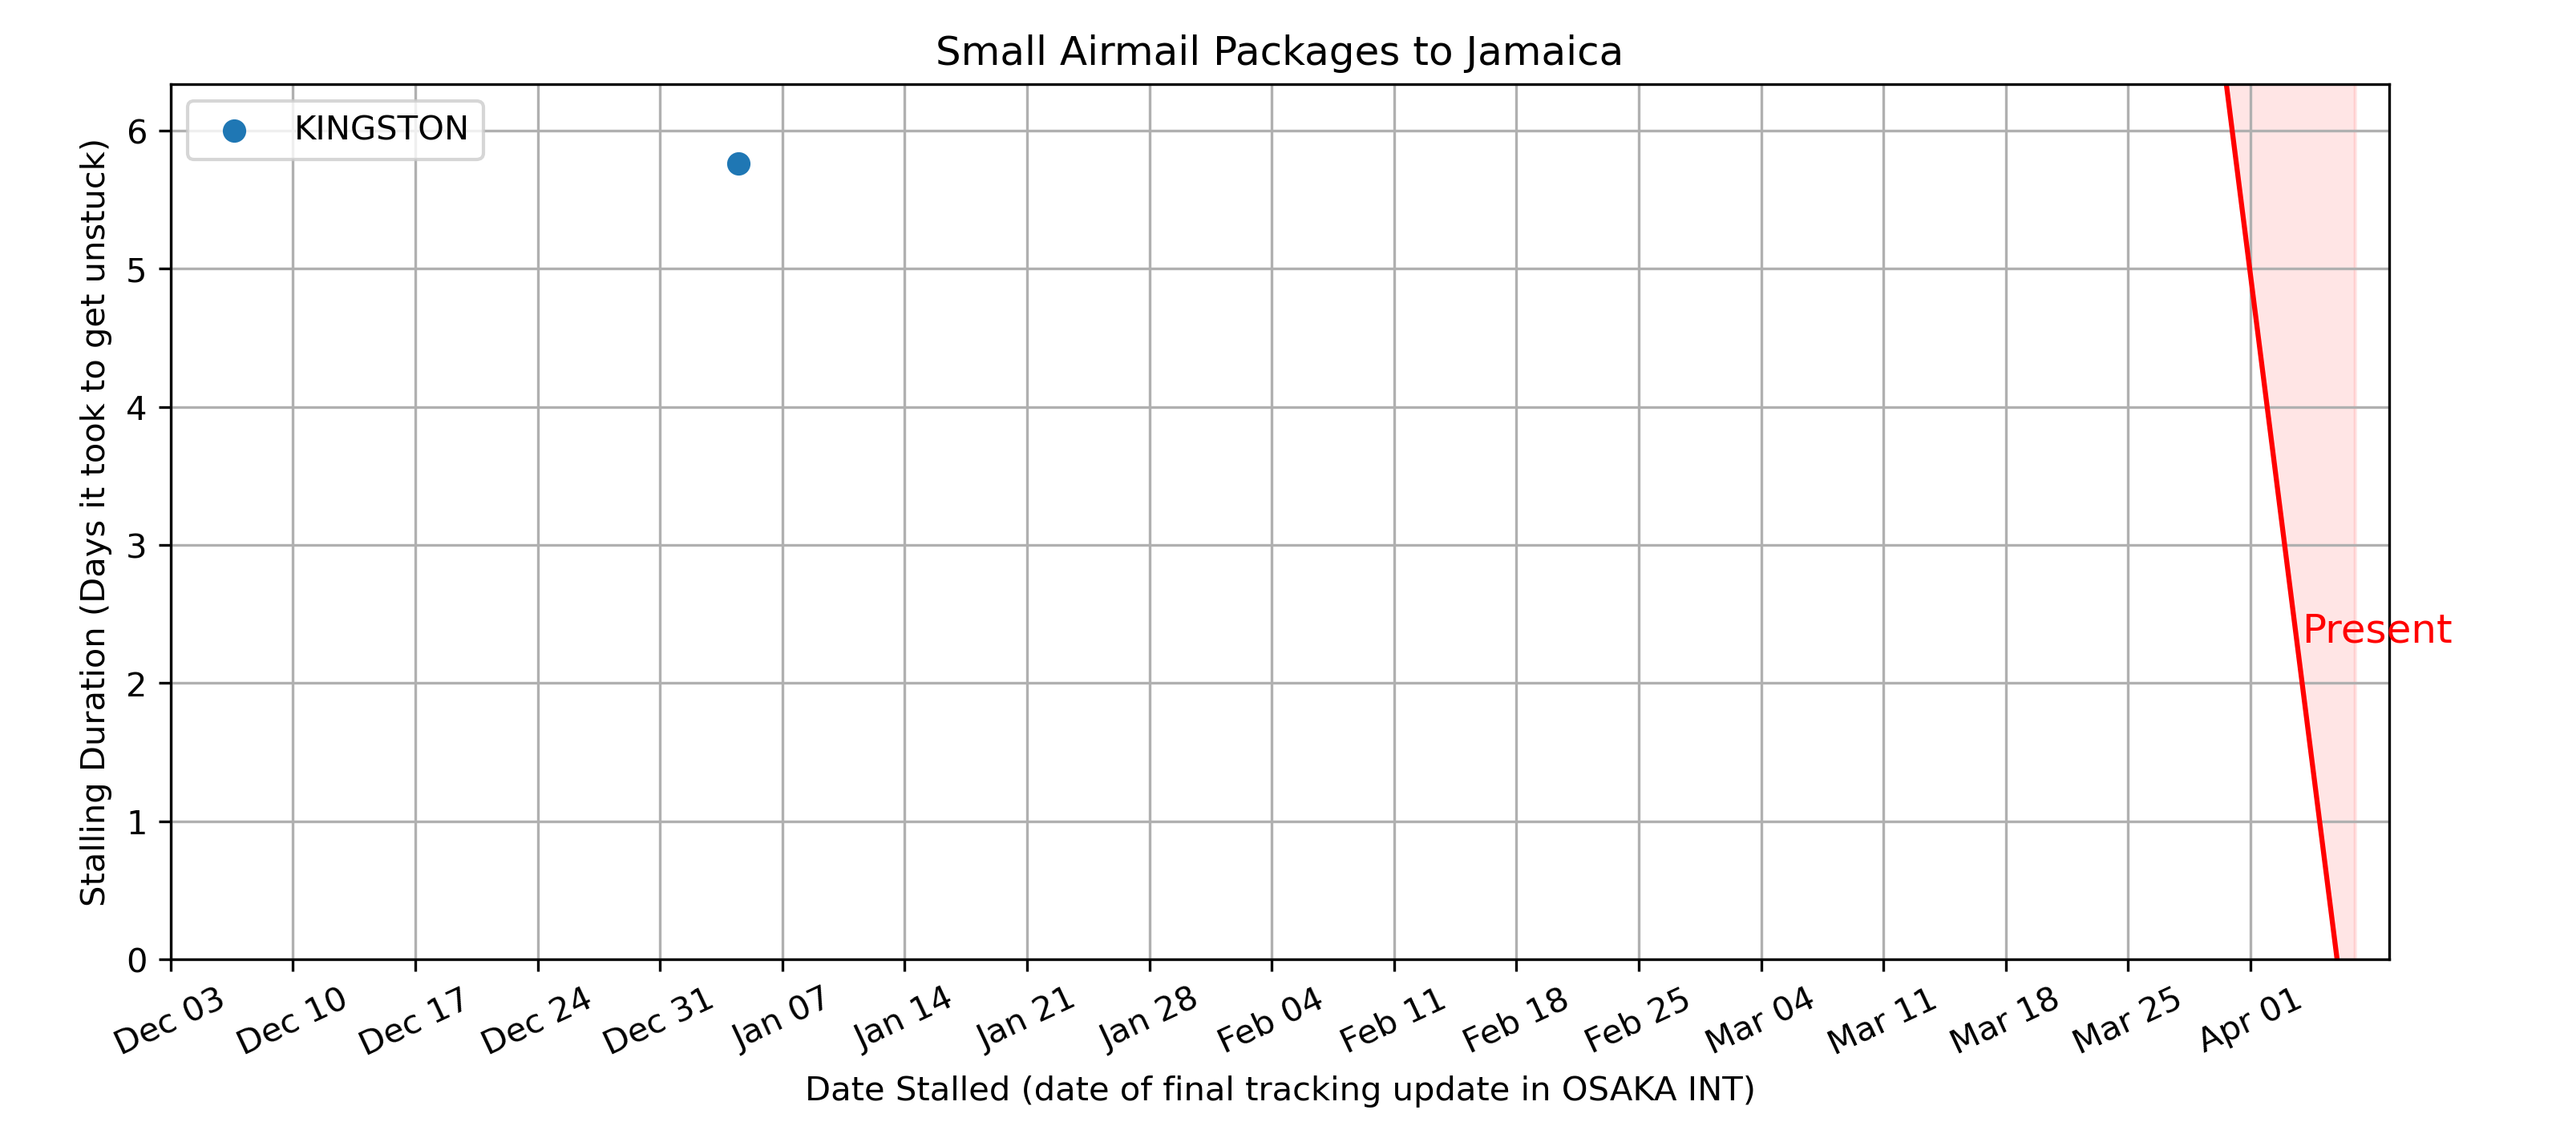 Small Airmail Packages to Jamaica
KINGSTON
Stalling Duration (Days it took to get unstuck)
6
5
4
3
2
1
0
Present
Dec 03
Dec 10
Dec 17
Dec 24
Dec 31
Jan 07
Jan 14
Jan 21
Jan 28
Feb 04
Feb 11
Feb 18
Feb 25
Mar 04
Mar 11
Mar 18
Mar 25
Apr 01
Date Stalled (date of final tracking update in OSAKA INT)